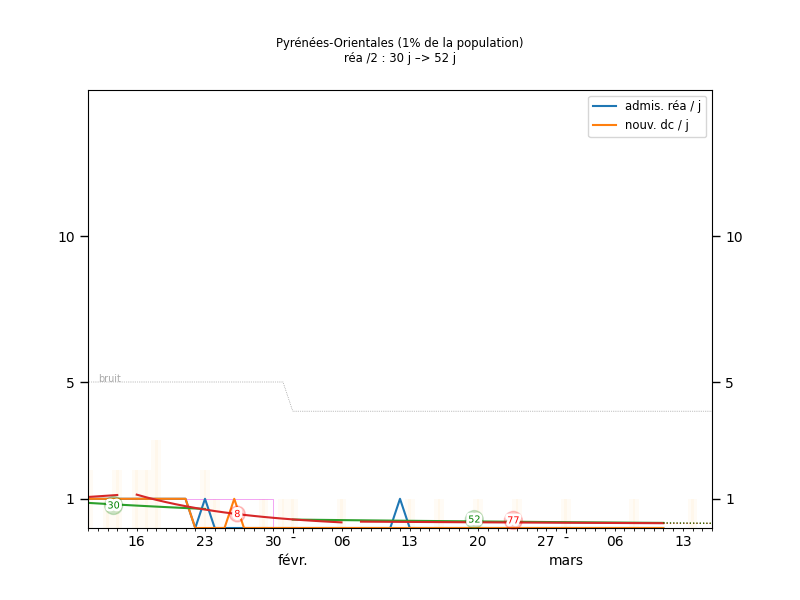 Pyrénées-Orientales (1% de la population)
réa /2 : 30 j –> 52 j
admis. réa / j
nouv. dc / j
10
10
bruit
5
5
1
1
30
8
52
77
16
23
30
06
13
20
27
06
13
févr.
mars